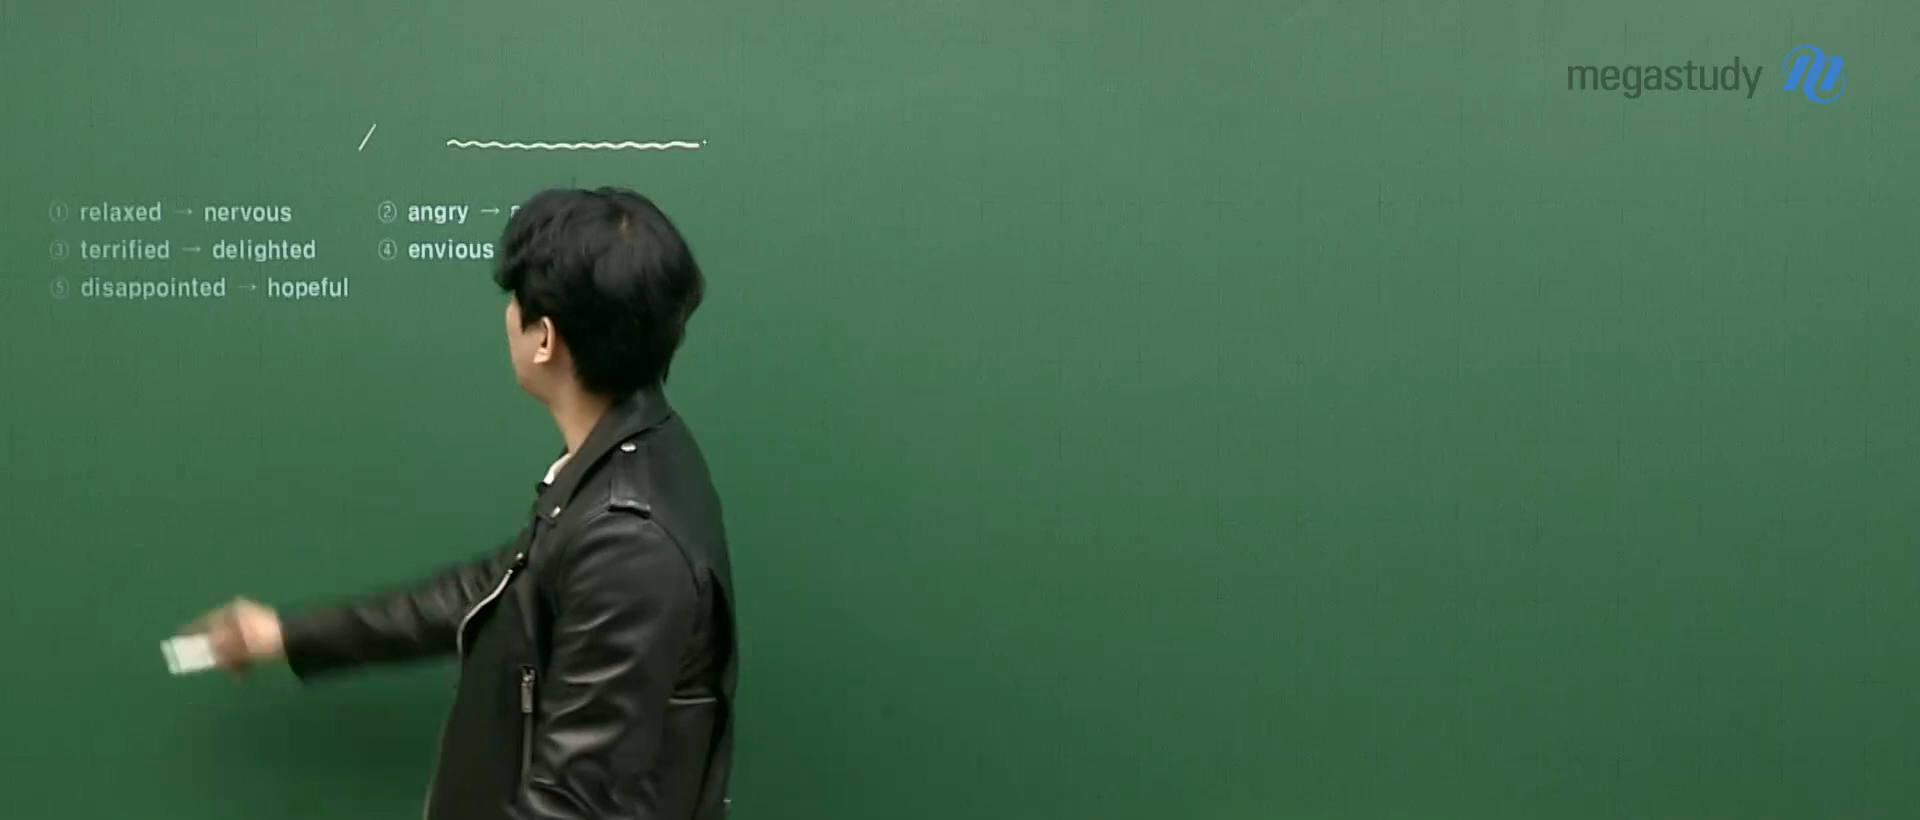 megastudy
① relaxed → nervous ② angry →
③ terrified → delighted ④ envious
⑤ disappointed → hopeful